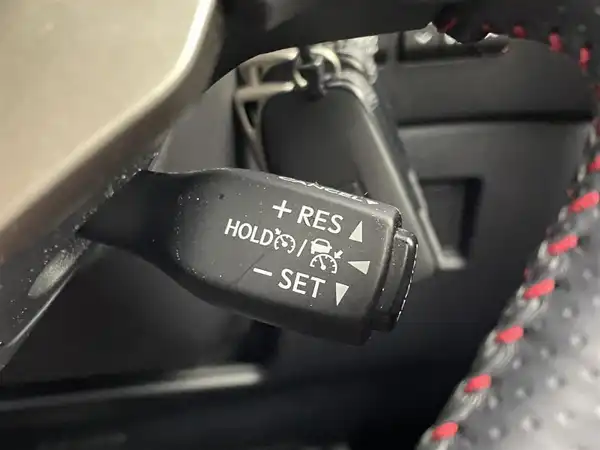 + RES
HOLD /
- SET